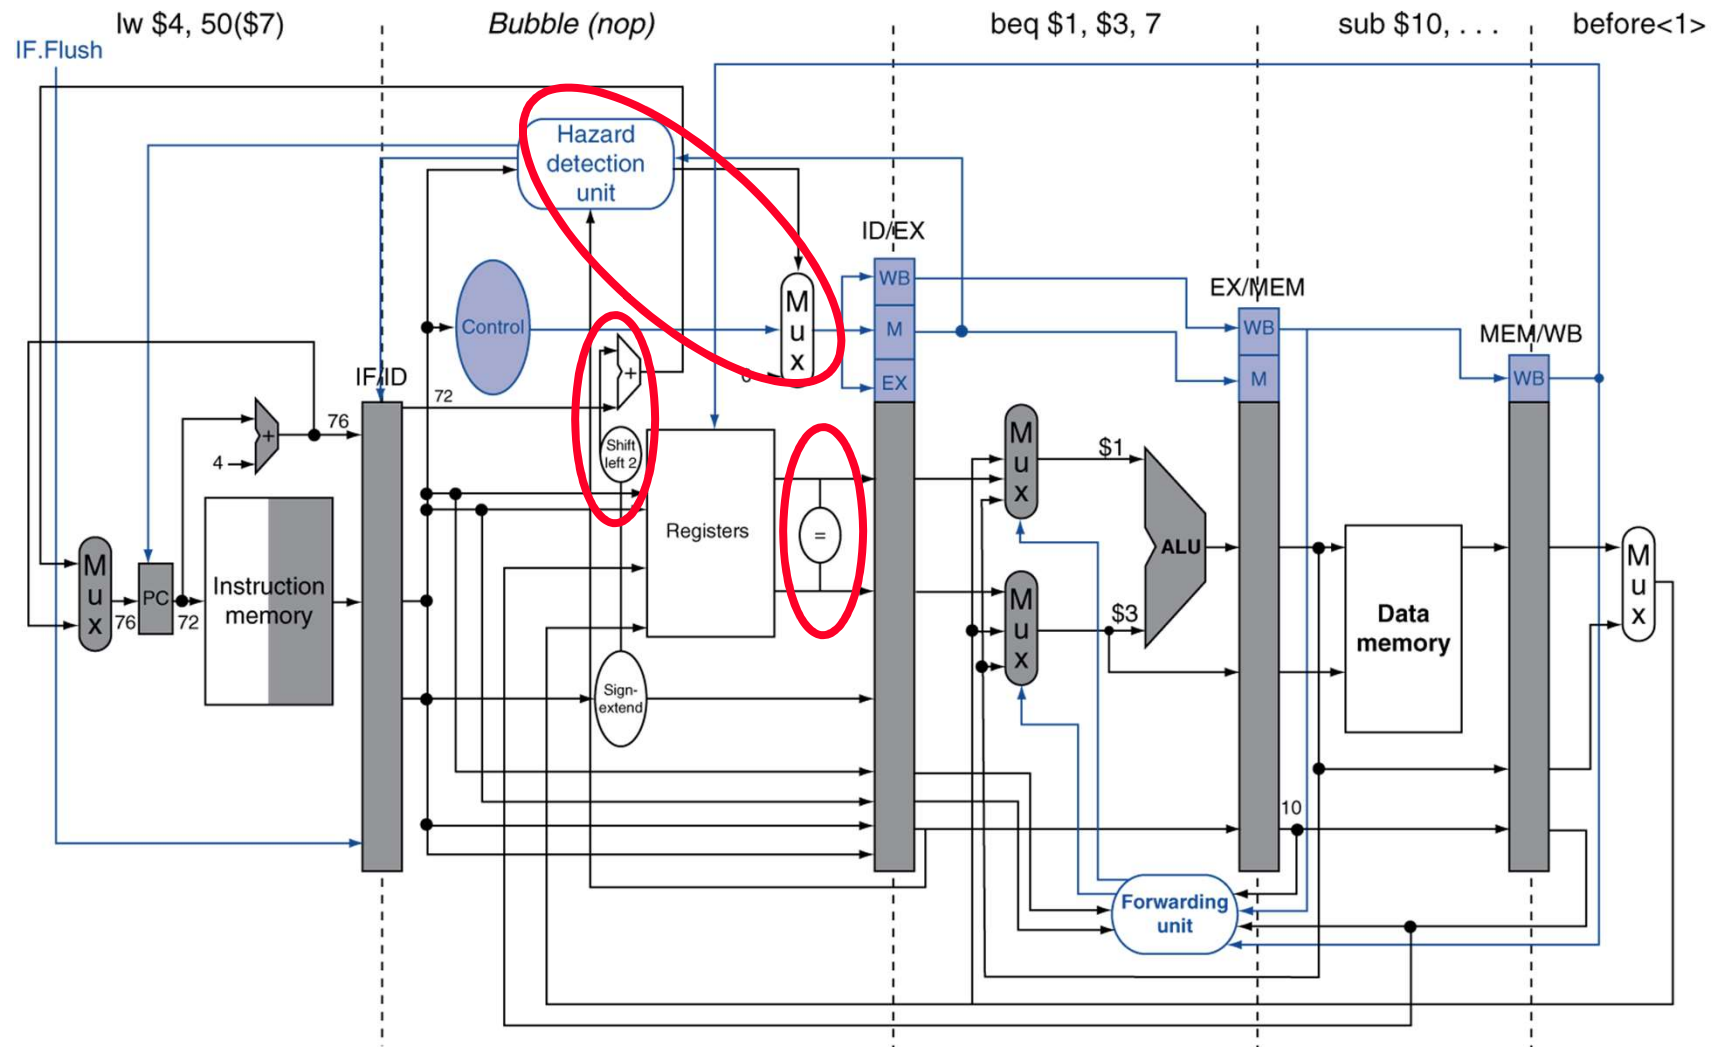 lw $4, 50($7)
Bubble (nop)
beq $1, $3, 7
sub $10, . . .
before<1>
IF.Flush
Hazard
detection
unit
ID/EX
WB
M
EX
EX/MEM
WB
M
MEM/WB
WB
Control
M
u
x
0
IF/ID
72
+
4
+
76
Shift
left 2
M
u
x
$1
ALU
Registers
=
M
u
x
76
PC
72
Instruction
memory
M
u
x
$3
Data
memory
M
u
x
Sign-
extend
10
Forwarding
unit